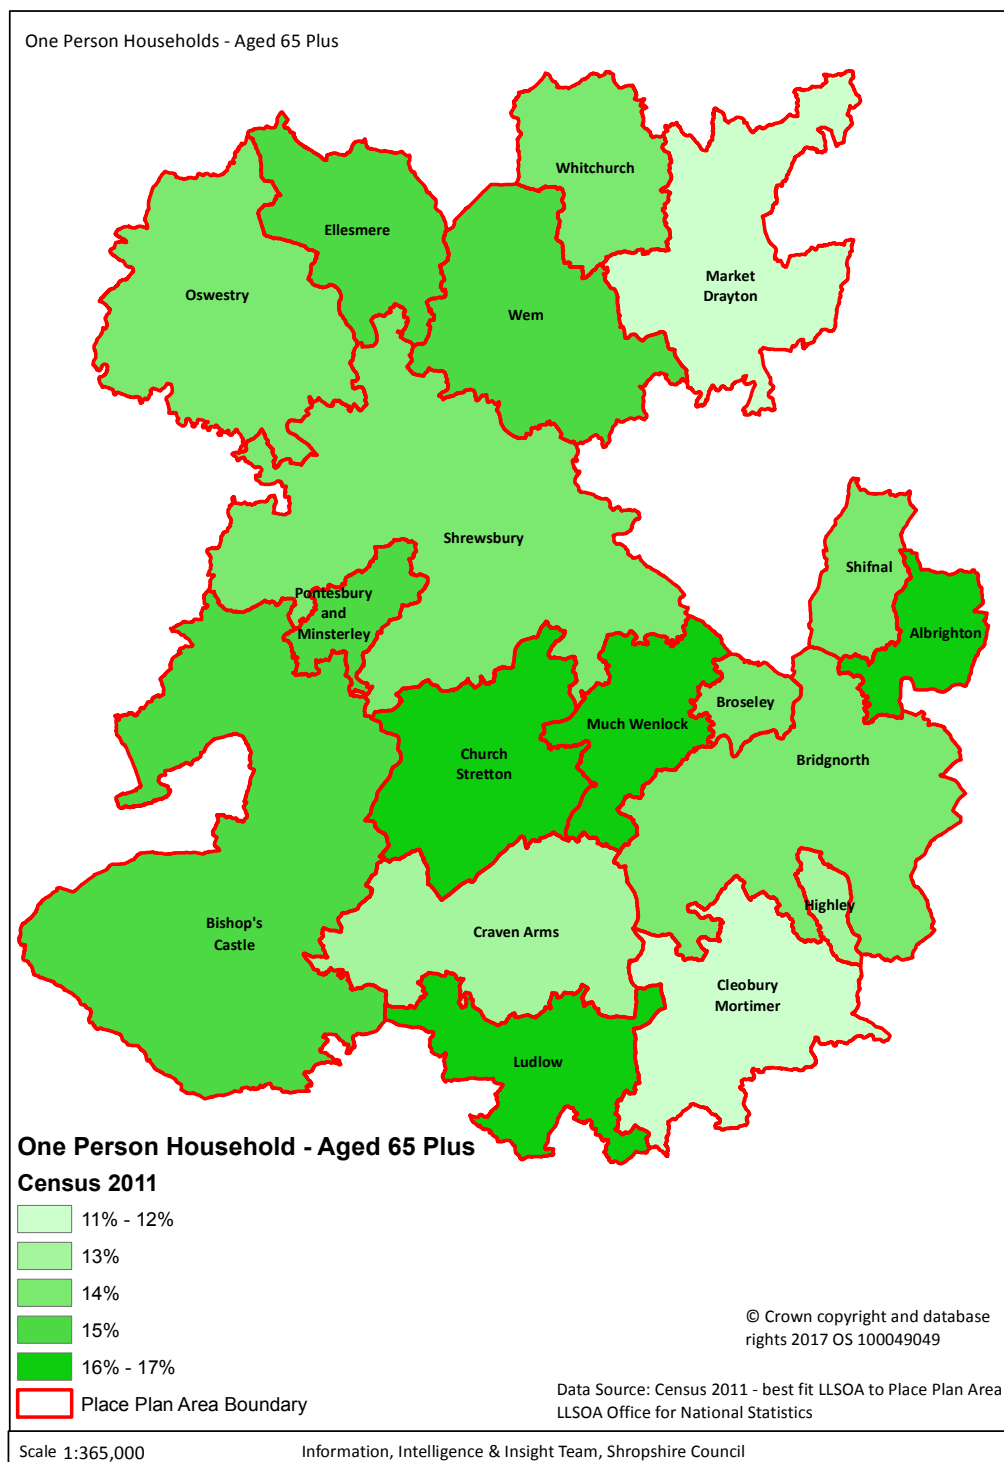 One Person Households - Aged 65 Plus
Whitchurch
Ellesmere
Market
Drayton
Oswestry
Wem
Shrewsbury
Shifnal
Pontesbury
and
Minsterley
Albrighton
Broseley
Much Wenlock
Church
Stretton
Bridgnorth
Highley
Bishop's
Castle
Craven Arms
Cleobury
Mortimer
Ludlow
One Person Household - Aged 65 Plus
Census 2011
11% - 12%
13%
14%
15%
16% - 17%
Place Plan Area Boundary
© Crown copyright and database
rights 2017 OS 100049049
Data Source: Census 2011 - best fit LLSOA to Place Plan Area
LLSOA Office for National Statistics
Scale 1:365,000
Information, Intelligence & Insight Team, Shropshire Council